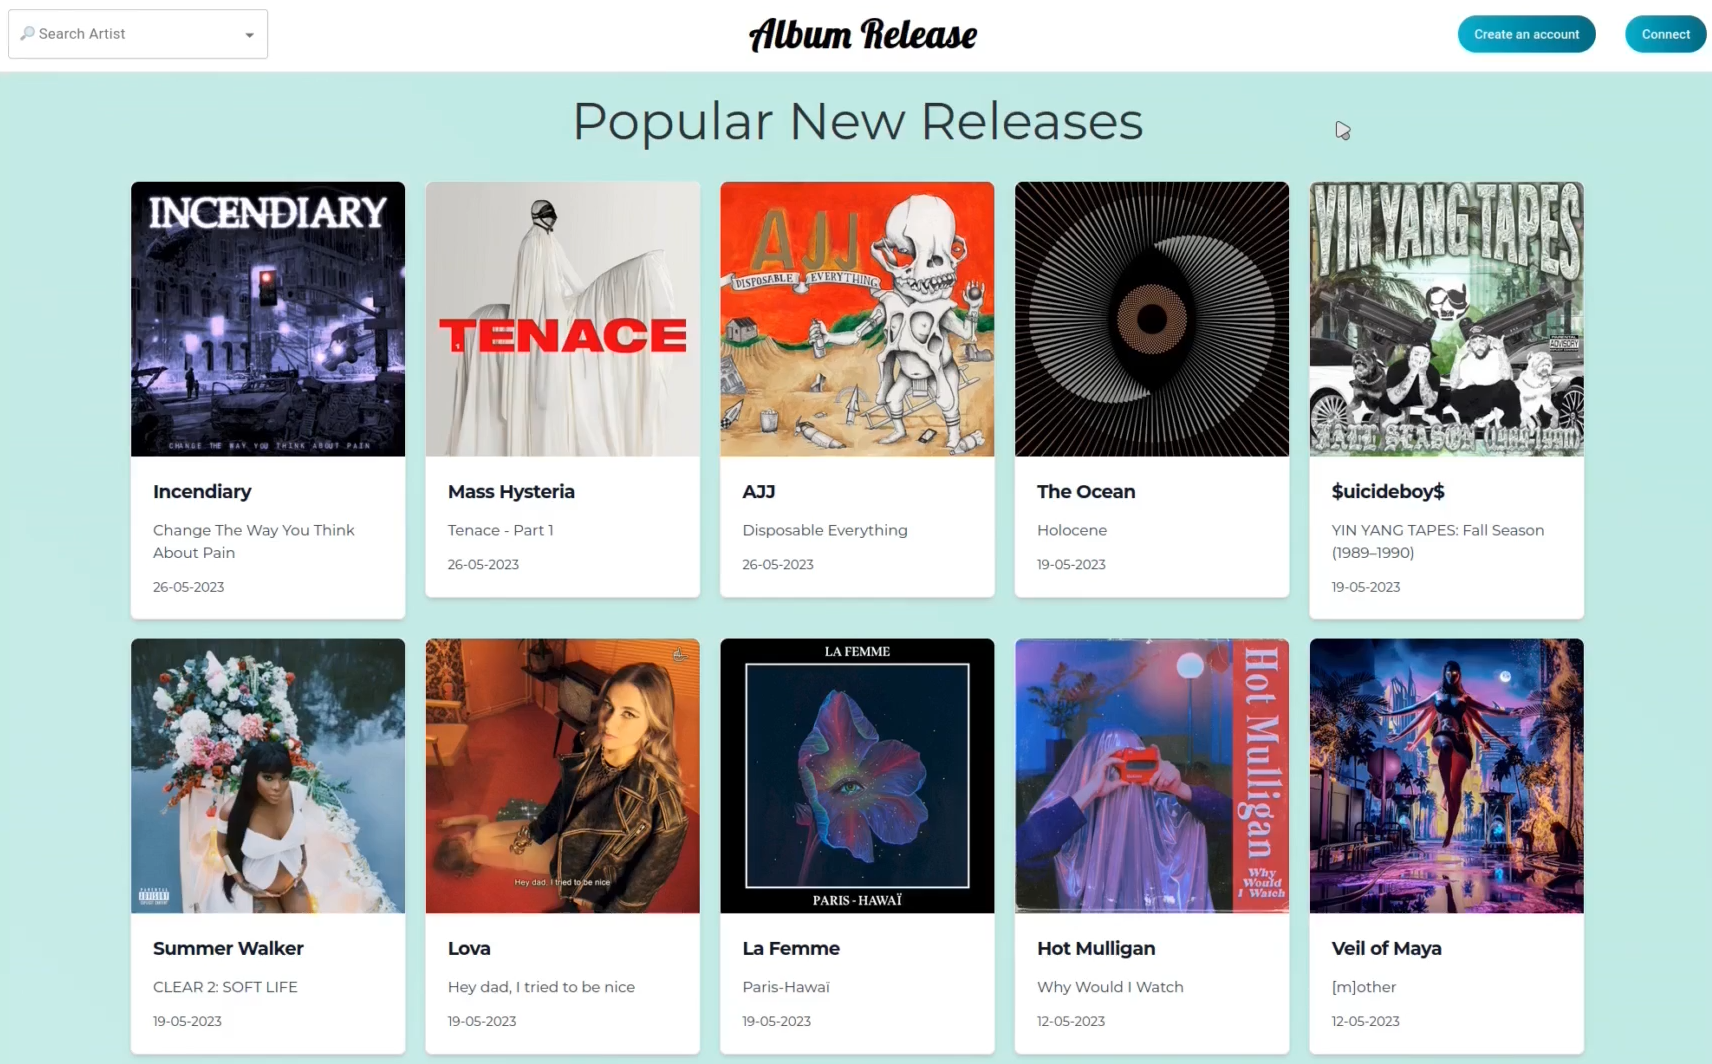 Search Artist
Album Release
Create an account
Connect
Popular New Releases
INCENDIARY
CHANGE THE WAY YOU THINK ABOUT PAIN
TENACE
AJJ
DISPOSABLE EVERYTHING
YIN YANG TAPES
ADVISORY
FALL SEASON (1989-1990)
Incendiary
Change The Way You Think
About Pain
26-05-2023
Mass Hysteria
Tenace - Part 1
26-05-2023
AJJ
Disposable Everything
26-05-2023
The Ocean
Holocene
19-05-2023
$uicideboy$
YIN YANG TAPES: Fall Season
(1989–1990)
19-05-2023
PARENTAL
ADVISORY
Hey dad, I tried to be nice
LA FEMME
PARIS - HAWAÏ
Hot Mulligan
Why
Would
I Watch
Summer Walker
CLEAR 2: SOFT LIFE
19-05-2023
Lova
Hey dad, I tried to be nice
19-05-2023
La Femme
Paris-Hawaï
19-05-2023
Hot Mulligan
Why Would I Watch
12-05-2023
Veil of Maya
[m]other
12-05-2023